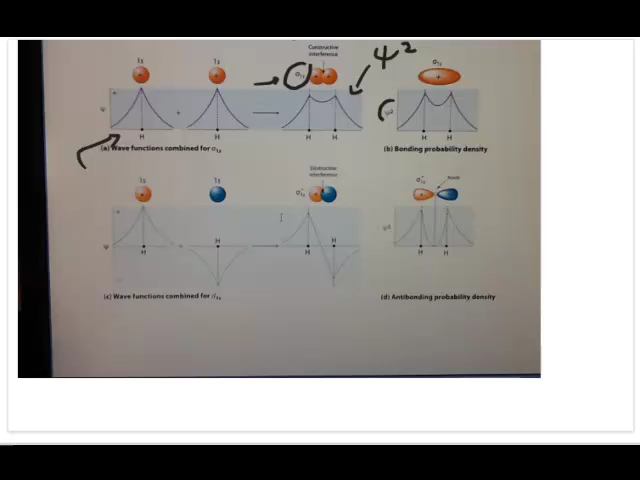 Constructive
interference
1s
1s
σ1s
σ1s
ψ²
+
+
+
+
+
ψ
H
H
H
H
H
H
(a) Wave functions combined for σ1s
(b) Bonding probability density
Destructive
interference
1s
1s
σ*1s
σ*1s
Node
+
+
H
H
H
H
H
H
ψ
(c) Wave functions combined for
(d) Antibonding probability density